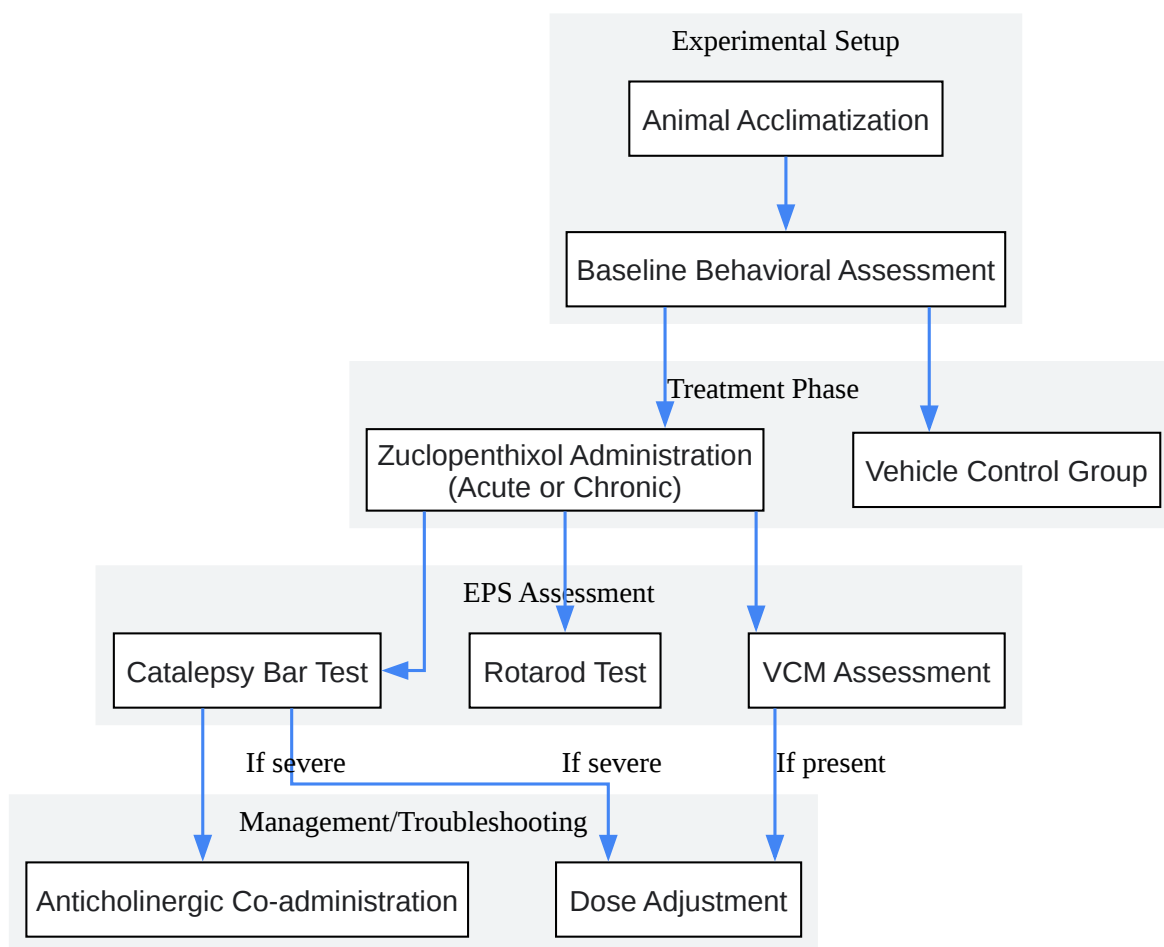 Experimental Setup
Animal Acclimatization
Baseline Behavioral Assessment
Treatment Phase
Zuclopenthixol Administration
(Acute or Chronic)
Vehicle Control Group
EPS Assessment
Catalepsy Bar Test
Rotarod Test
VCM Assessment
If severe
If severe
If present
Management/Troubleshooting
Anticholinergic Co-administration
Dose Adjustment